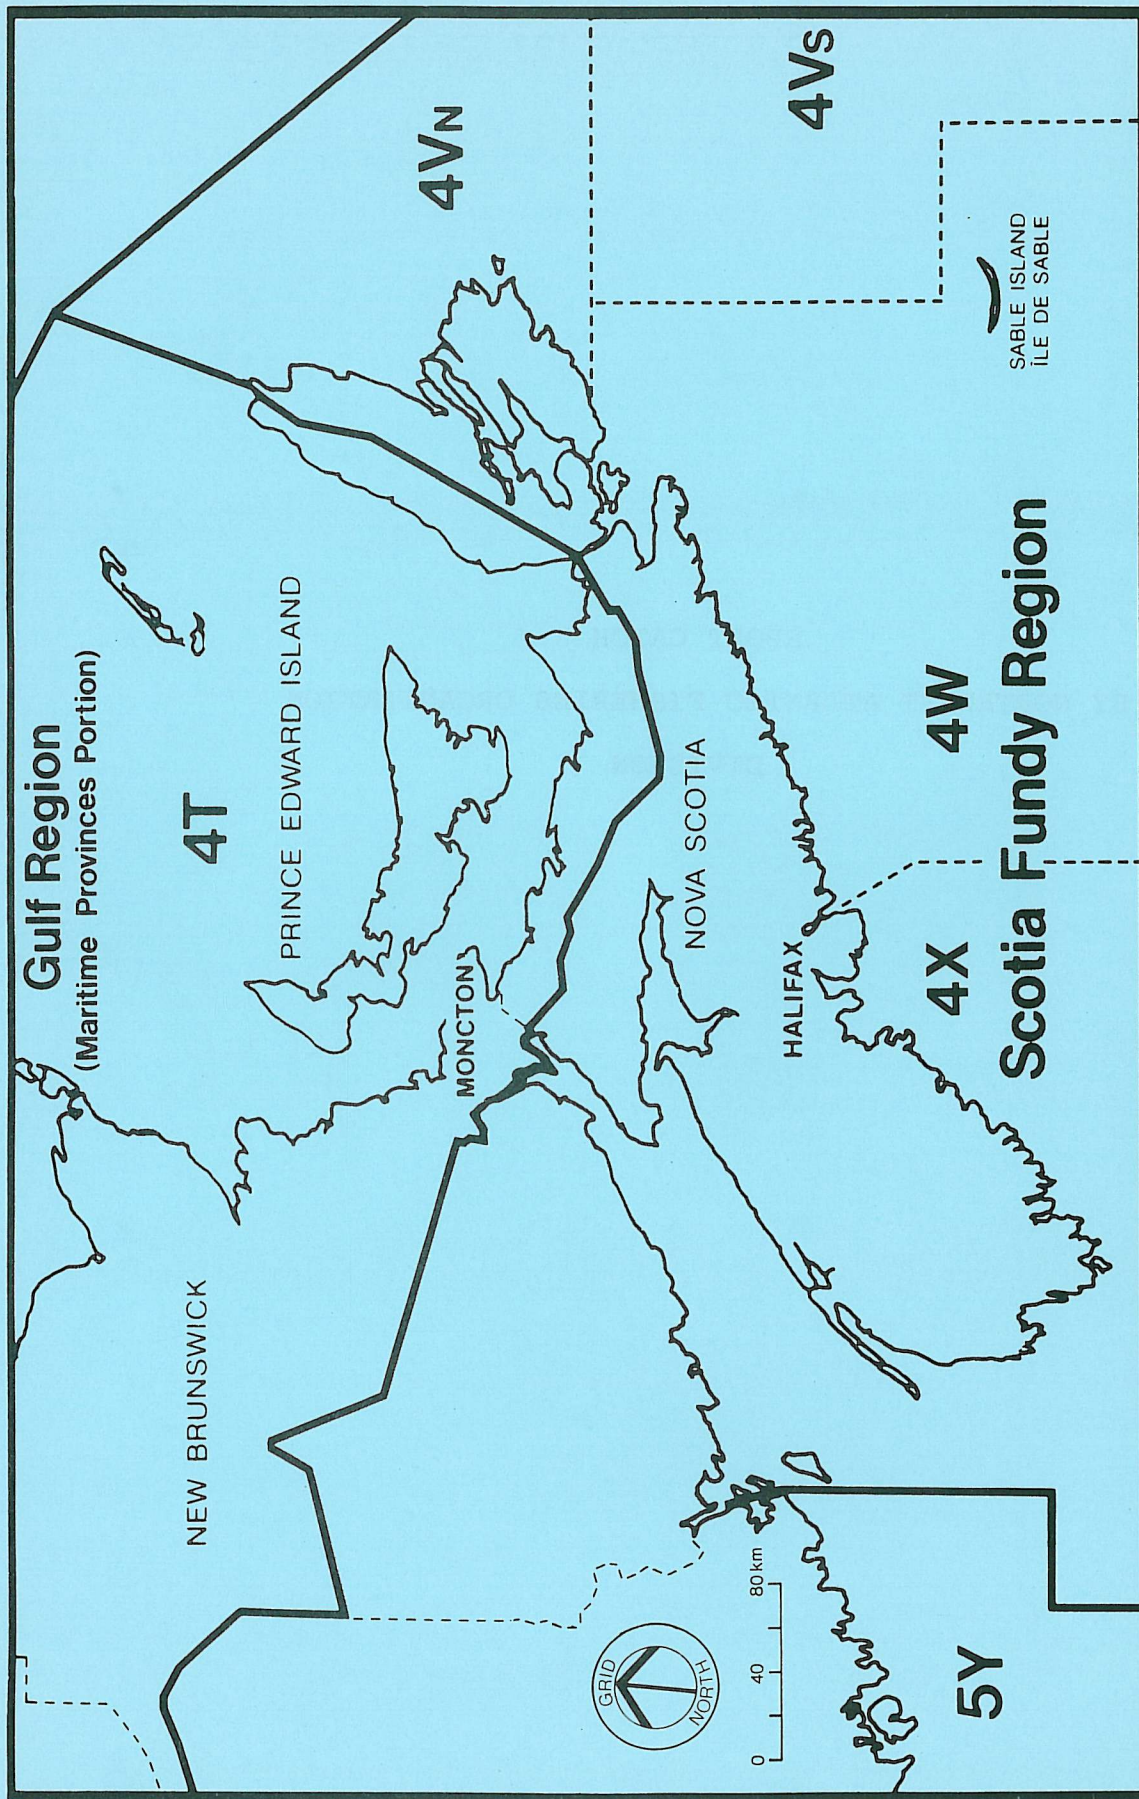 Gulf Region
(Maritime Provinces Portion)
4T
PRINCE EDWARD ISLAND
NEW BRUNSWICK
4VN
4VS
MONCTON
NOVA SCOTIA
HALIFAX
4W
4X
Scotia Fundy Region
SABLE ISLAND
ÎLE DE SABLE
5Y
GRID
NORTH
0 40 80 km